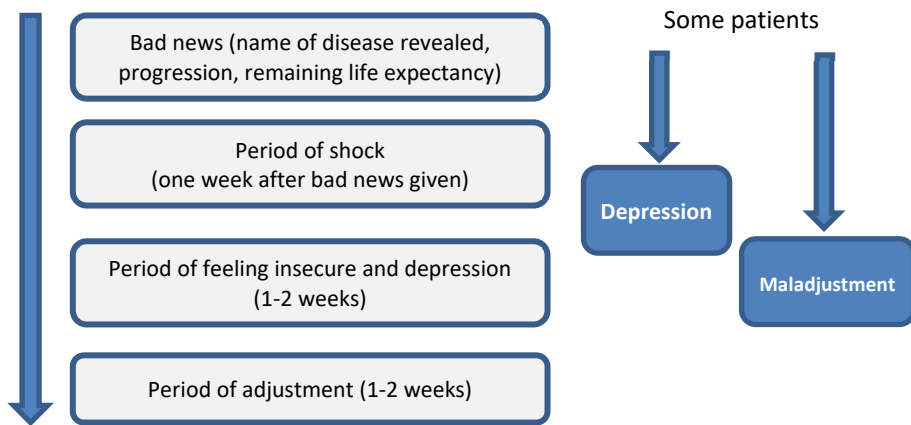 Bad news (name of disease revealed,
progression, remaining life expectancy)
Period of shock
(one week after bad news given)
Period of feeling insecure and depression
(1-2 weeks)
Period of adjustment (1-2 weeks)
Some patients
Depression
Maladjustment